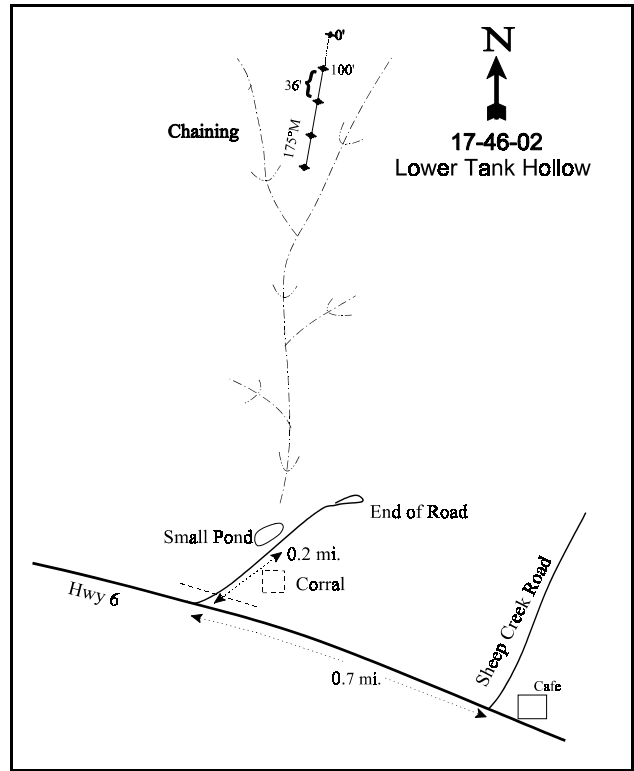 0'
100'
36'
175°M
Chaining
N
17-46-02
Lower Tank Hollow
End of Road
Small Pond
0.2 mi.
Corral
Hwy 6
0.7 mi.
Sheep Creek Road
Cafe